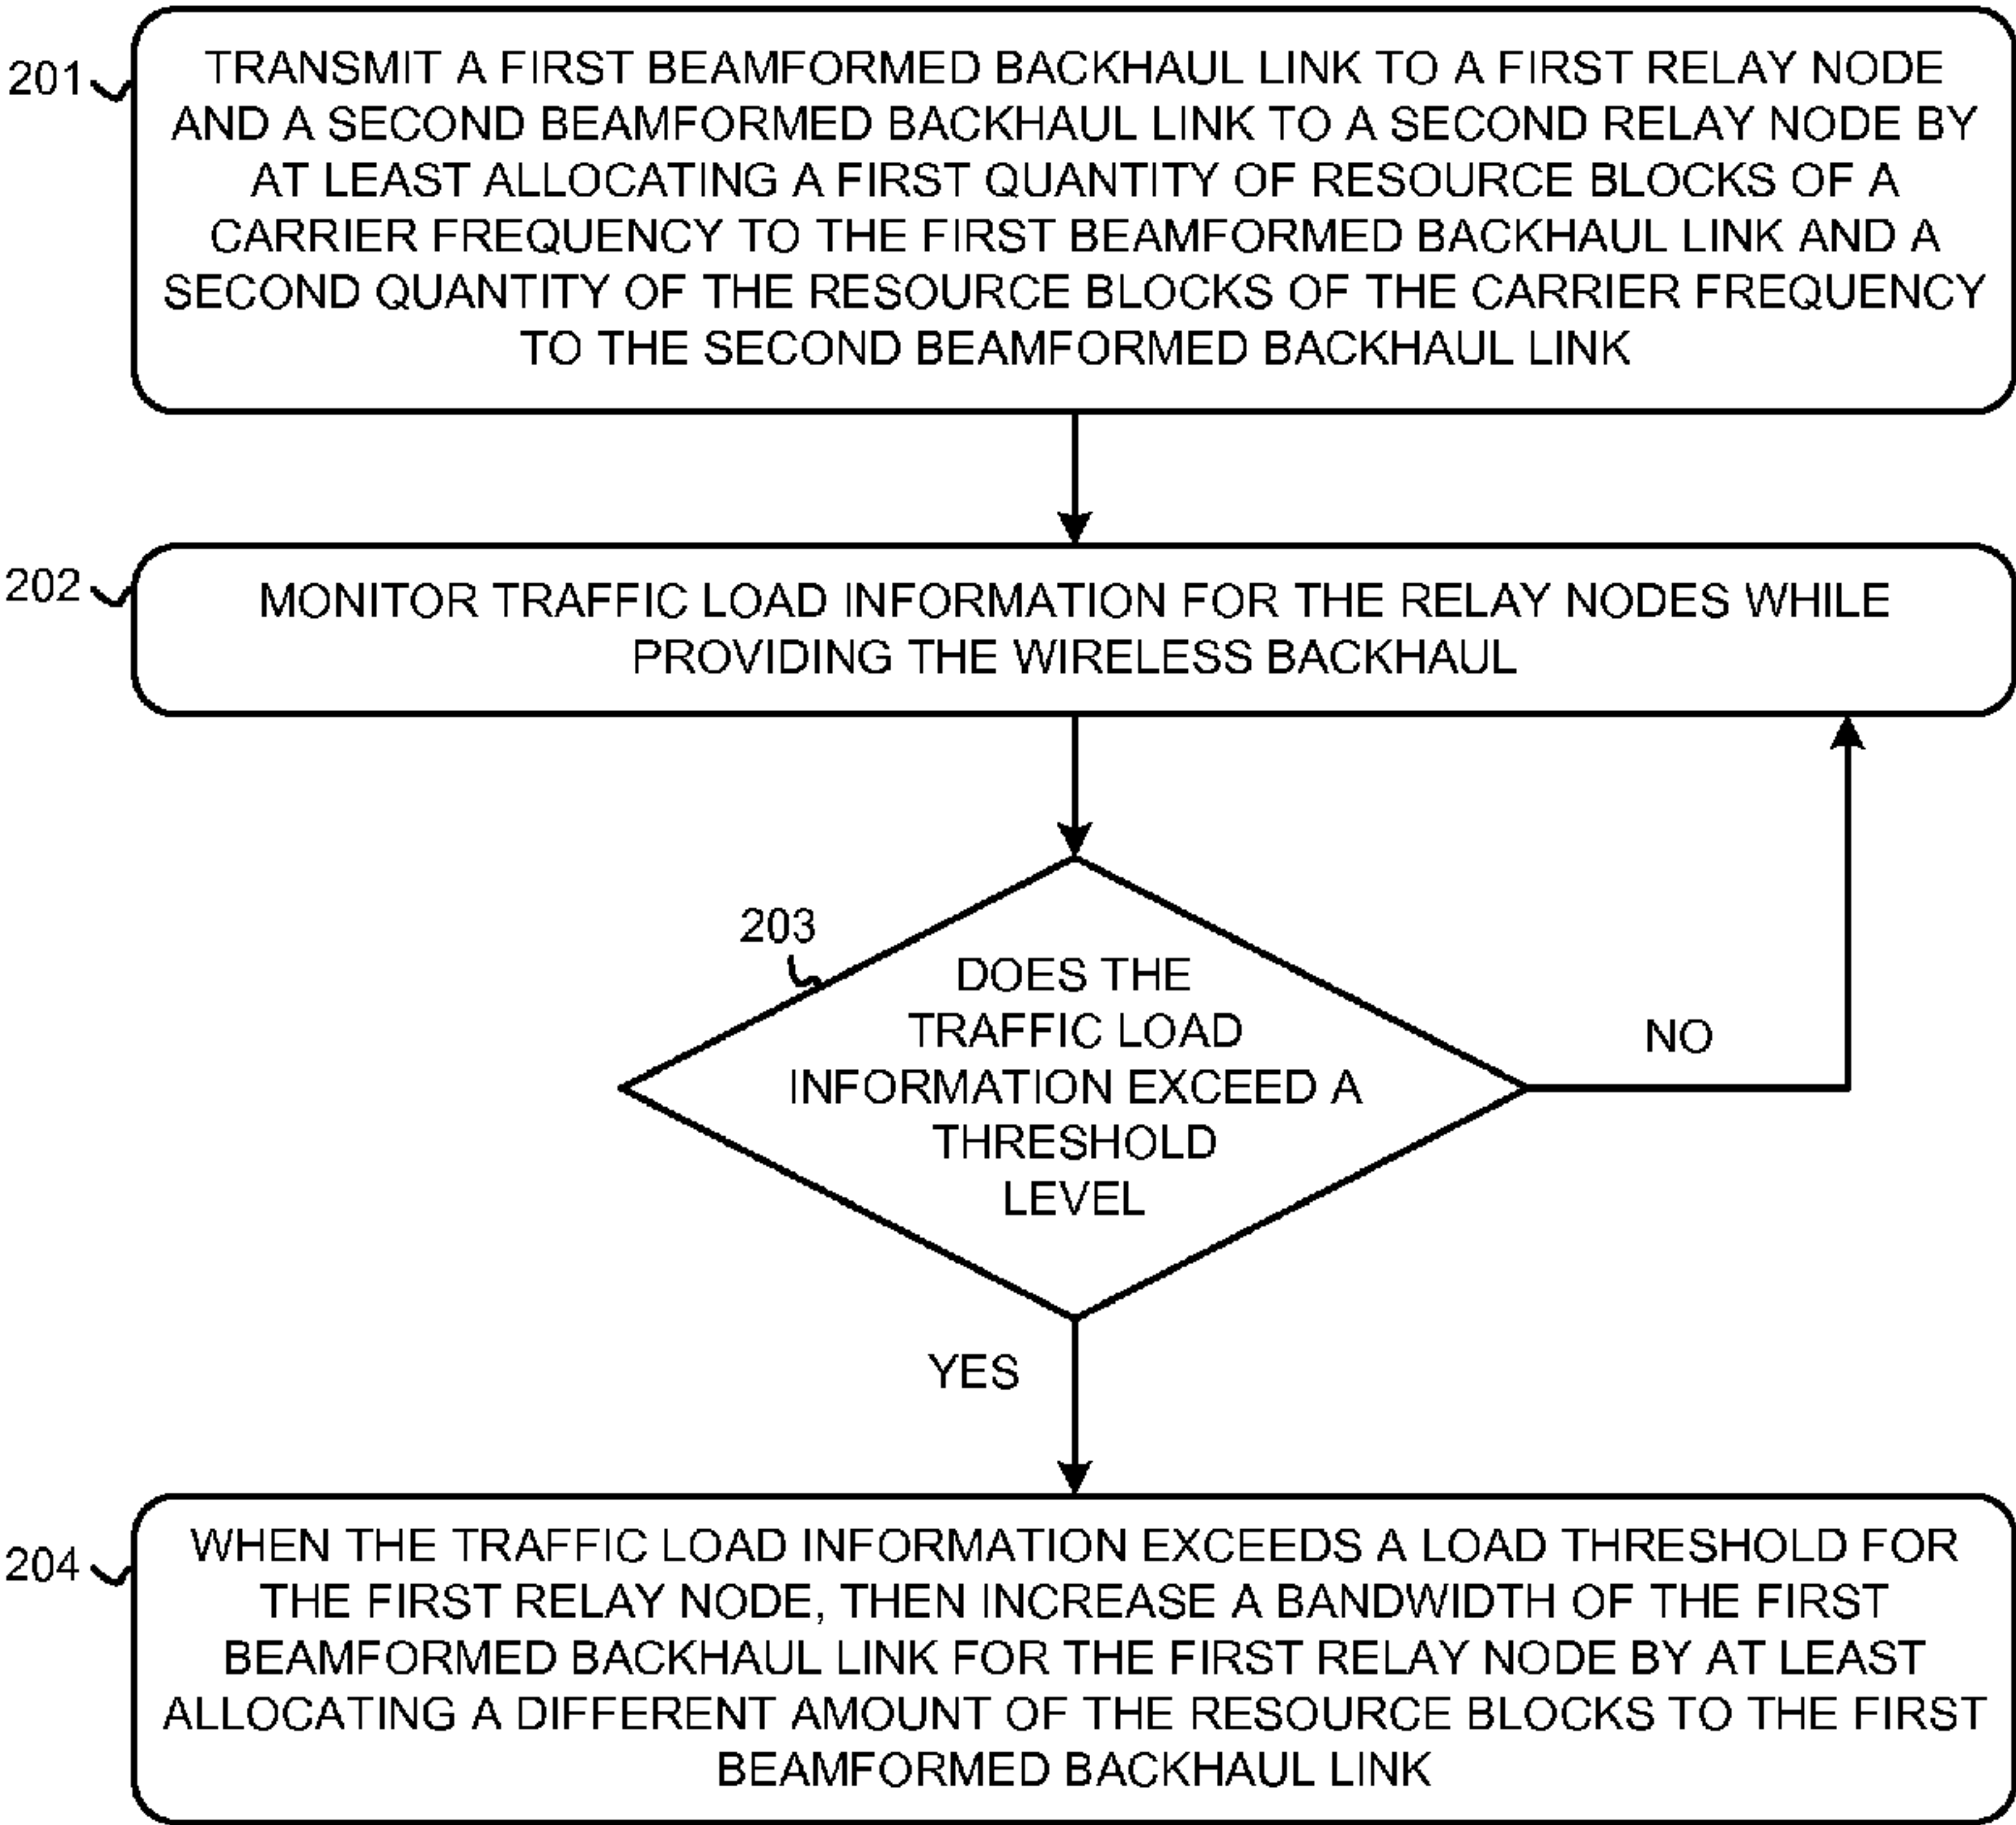 201
TRANSMIT A FIRST BEAMFORMED BACKHAUL LINK TO A FIRST RELAY NODE
AND A SECOND BEAMFORMED BACKHAUL LINK TO A SECOND RELAY NODE BY
AT LEAST ALLOCATING A FIRST QUANTITY OF RESOURCE BLOCKS OF A
CARRIER FREQUENCY TO THE FIRST BEAMFORMED BACKHAUL LINK AND A
SECOND QUANTITY OF THE RESOURCE BLOCKS OF THE CARRIER FREQUENCY
TO THE SECOND BEAMFORMED BACKHAUL LINK
202
MONITOR TRAFFIC LOAD INFORMATION FOR THE RELAY NODES WHILE
PROVIDING THE WIRELESS BACKHAUL
203
DOES THE
TRAFFIC LOAD
INFORMATION EXCEED A
THRESHOLD
LEVEL
NO
YES
204
WHEN THE TRAFFIC LOAD INFORMATION EXCEEDS A LOAD THRESHOLD FOR
THE FIRST RELAY NODE, THEN INCREASE A BANDWIDTH OF THE FIRST
BEAMFORMED BACKHAUL LINK FOR THE FIRST RELAY NODE BY AT LEAST
ALLOCATING A DIFFERENT AMOUNT OF THE RESOURCE BLOCKS TO THE FIRST
BEAMFORMED BACKHAUL LINK